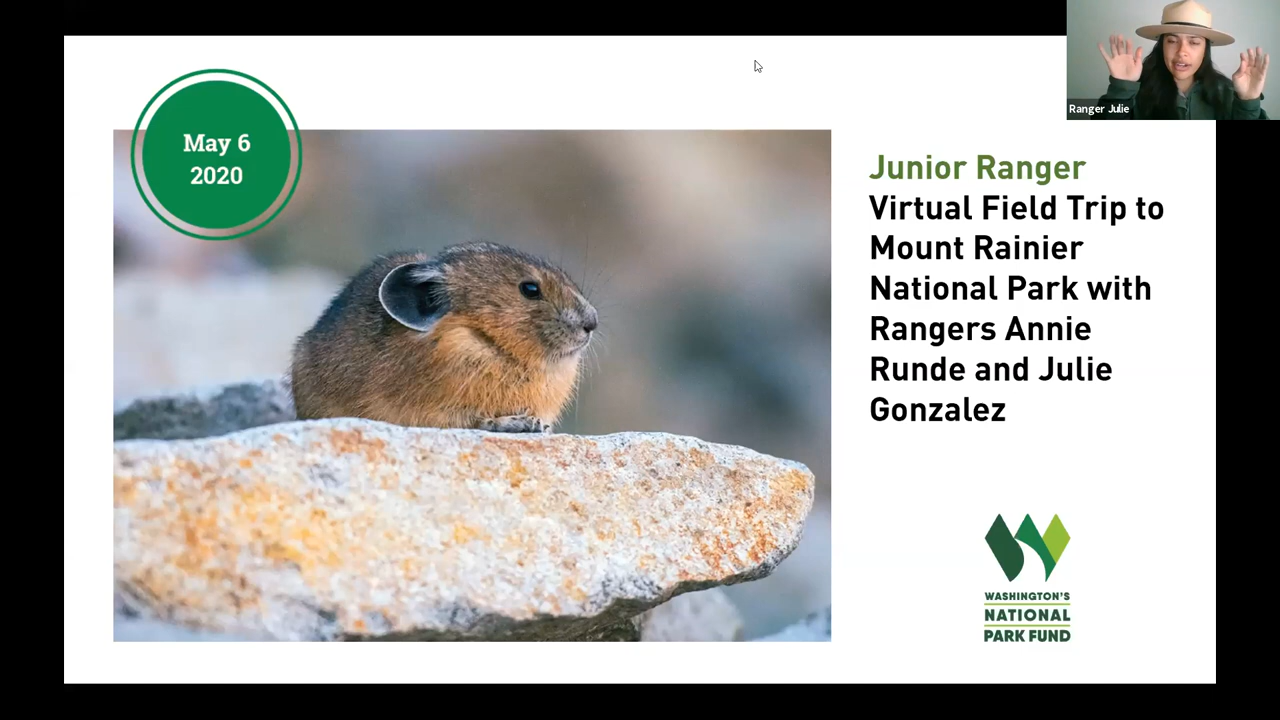 May 6
2020
Ranger Julie
Junior Ranger
Virtual Field Trip to
Mount Rainier
National Park with
Rangers Annie
Runde and Julie
Gonzalez
WASHINGTON'S
NATIONAL
PARK FUND